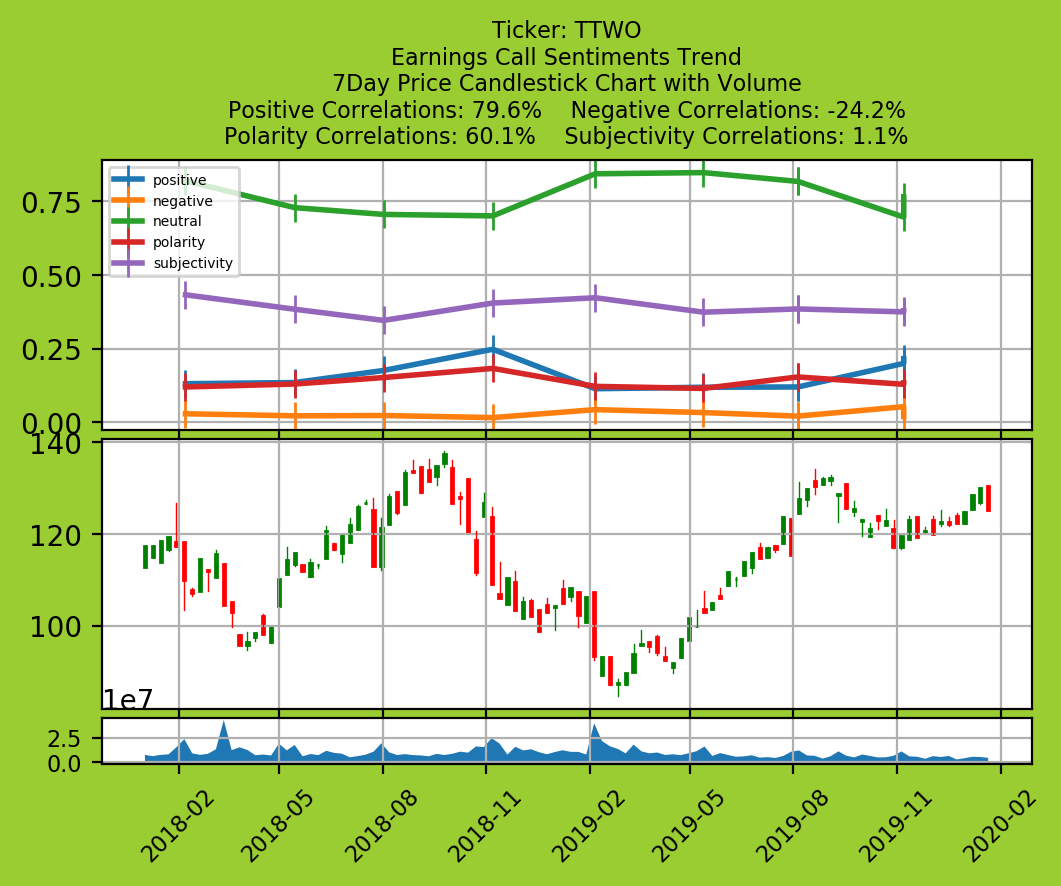 Ticker: TTWO
Earnings Call Sentiments Trend
7Day Price Candlestick Chart with Volume
Positive Correlations: 79.6%    Negative Correlations: -24.2%
Polarity Correlations: 60.1%    Subjectivity Correlations: 1.1%
positive
negative
neutral
polarity
subjectivity
0.75
0.50
0.25
0.00
140
120
100
1e7
2.5
0.0
2018-02
2018-05
2018-08
2018-11
2019-02
2019-05
2019-08
2019-11
2020-02